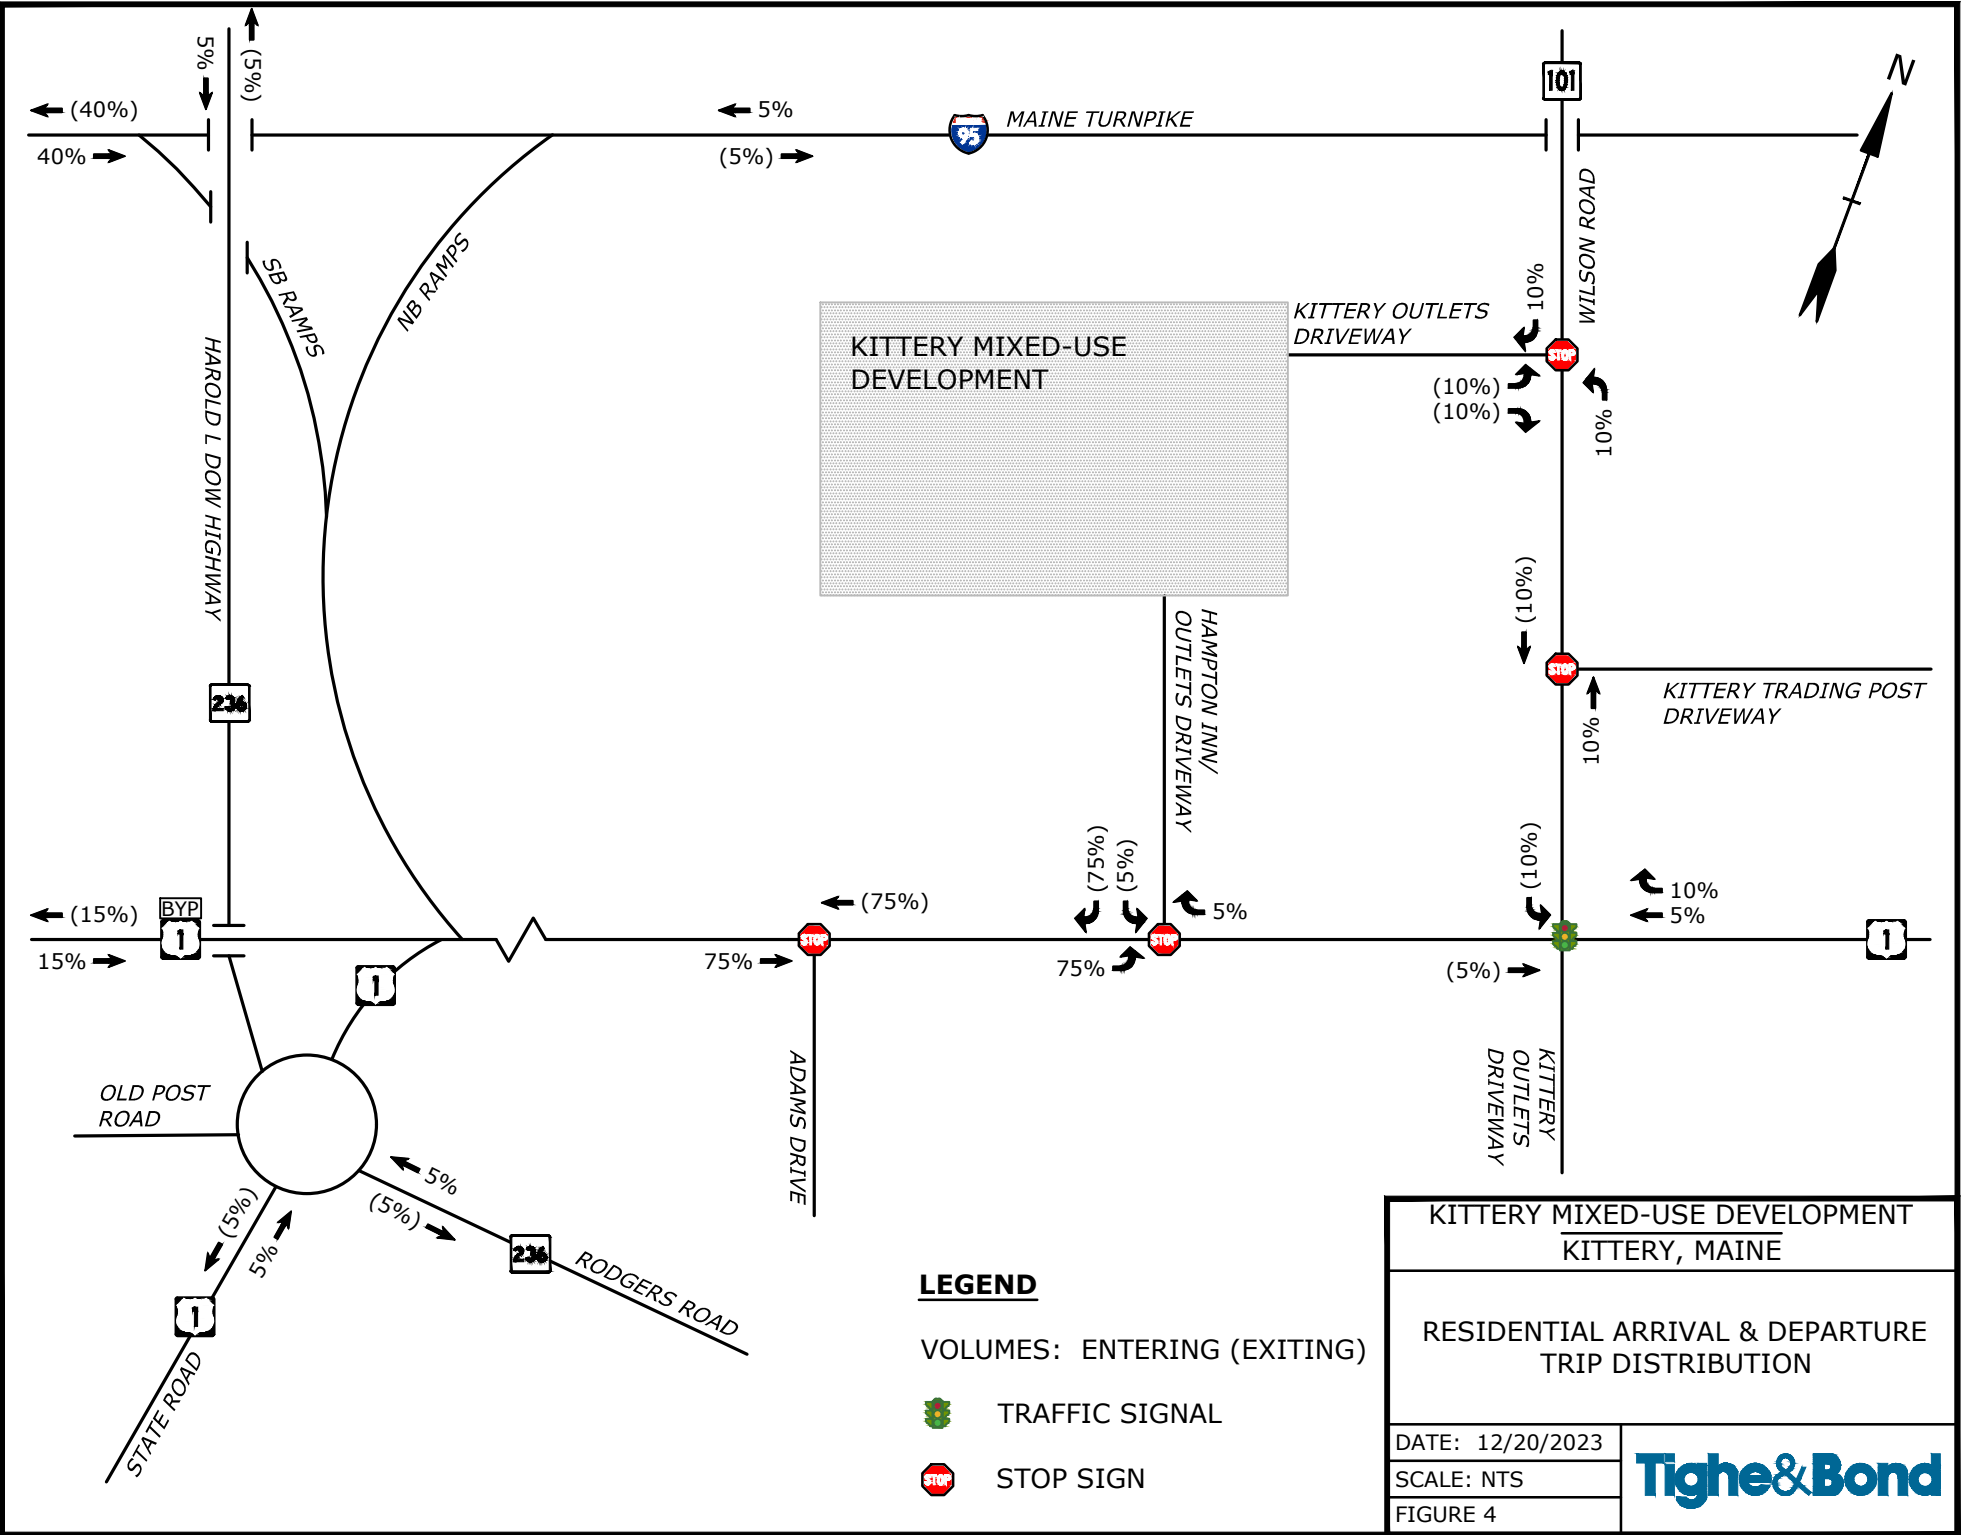 5%
(5%)
(40%)
40%
5%
(5%)
95
MAINE TURNPIKE
101
N
WILSON ROAD
SB RAMPS
NB RAMPS
HAROLD L DOW HIGHWAY
236
KITTERY MIXED-USE
DEVELOPMENT
KITTERY OUTLETS
DRIVEWAY
10%
STOP
(10%)
(10%)
10%
(10%)
STOP
10%
KITTERY TRADING POST
DRIVEWAY
HAMPTON INN/
OUTLETS DRIVEWAY
(15%)
15%
BYP
1
1
(75%)
STOP
75%
(75%)
(5%)
5%
STOP
75%
(10%)
10%
5%
(5%)
1
ADAMS DRIVE
KITTERY
OUTLETS
DRIVEWAY
OLD POST
ROAD
5%
(5%)
(5%)
5%
236
RODGERS ROAD
1
STATE ROAD
LEGEND
VOLUMES: ENTERING (EXITING)
TRAFFIC SIGNAL
STOP
STOP SIGN
KITTERY MIXED-USE DEVELOPMENT
KITTERY, MAINE
RESIDENTIAL ARRIVAL & DEPARTURE
TRIP DISTRIBUTION
DATE: 12/20/2023
SCALE: NTS
FIGURE 4
Tighe&Bond